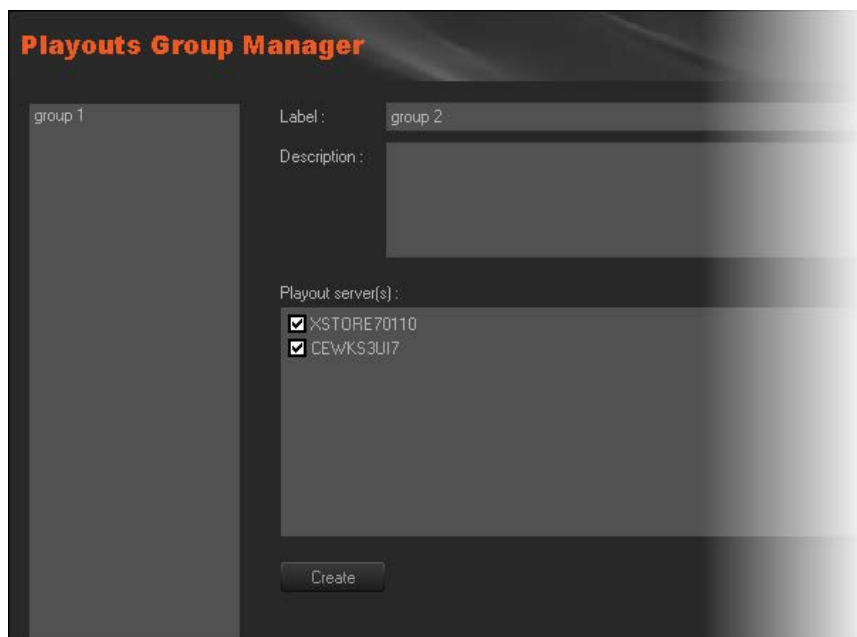 Playouts Group Manager
group 1
Label :
group 2
Description :
Playout server(s) :
XSTORE70110
CEWKS3UI7
Create